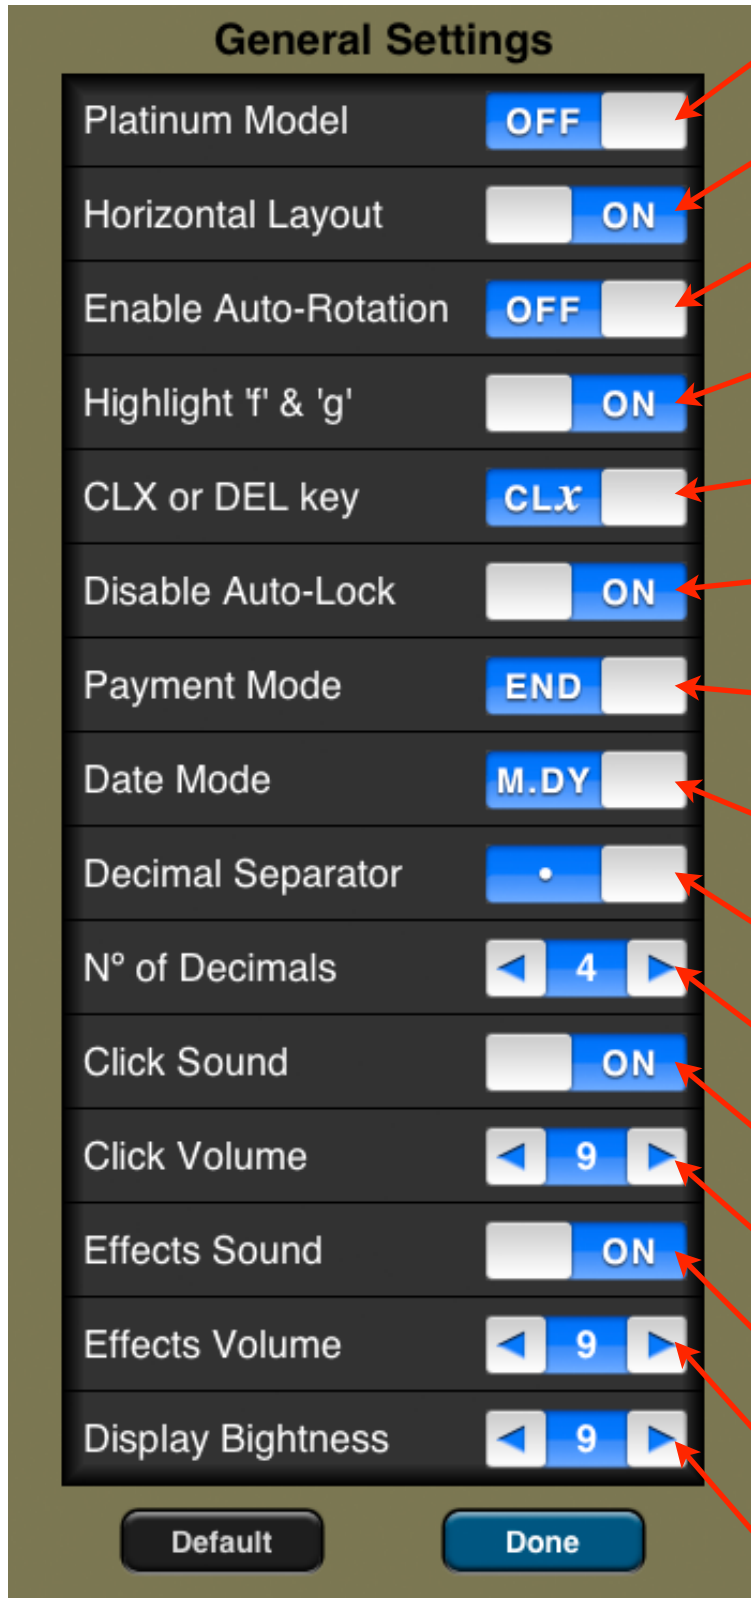 General Settings
Platinum Model OFF
Horizontal Layout ON
Enable Auto-Rotation OFF
Highlight 'f' & 'g' ON
CLX or DEL key CLx
Disable Auto-Lock ON
Payment Mode END
Date Mode M.DY
Decimal Separator •
Nº of Decimals 4
Click Sound ON
Click Volume 9
Effects Sound ON
Effects Volume 9
Display Bightness 9
Default Done